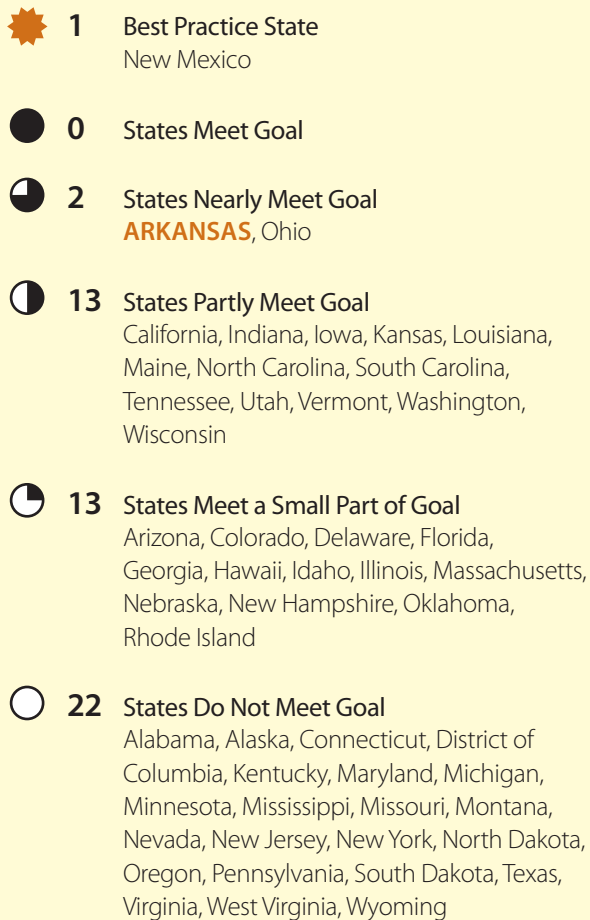 1 Best Practice State
New Mexico
0 States Meet Goal
2 States Nearly Meet Goal
ARKANSAS, Ohio
13 States Partly Meet Goal
California, Indiana, Iowa, Kansas, Louisiana,
Maine, North Carolina, South Carolina,
Tennessee, Utah, Vermont, Washington,
Wisconsin
13 States Meet a Small Part of Goal
Arizona, Colorado, Delaware, Florida,
Georgia, Hawaii, Idaho, Illinois, Massachusetts,
Nebraska, New Hampshire, Oklahoma,
Rhode Island
22 States Do Not Meet Goal
Alabama, Alaska, Connecticut, District of
Columbia, Kentucky, Maryland, Michigan,
Minnesota, Mississippi, Missouri, Montana,
Nevada, New Jersey, New York, North Dakota,
Oregon, Pennsylvania, South Dakota, Texas,
Virginia, West Virginia, Wyoming